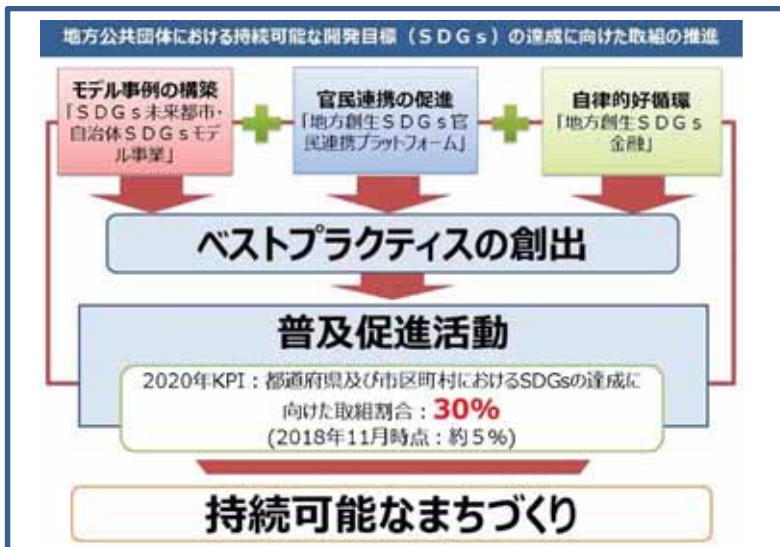 地方公共団体における持続可能な開発目標（ＳＤＧｓ）の達成に向けた取組の推進
モデル事例の構築
「ＳＤＧｓ未来都市・
自治体ＳＤＧｓモデ
ル事業」
官民連携の促進
「地方創生ＳＤＧｓ官
民連携プラットフォーム」
自律的好循環
「地方創生ＳＤＧｓ
金融」
ベストプラクティスの創出
普及促進活動
2020年KPI：都道府県及び市区町村におけるSDGsの達成に
向けた取組割合：30%
(2018年11月時点：約５%)
持続可能なまちづくり